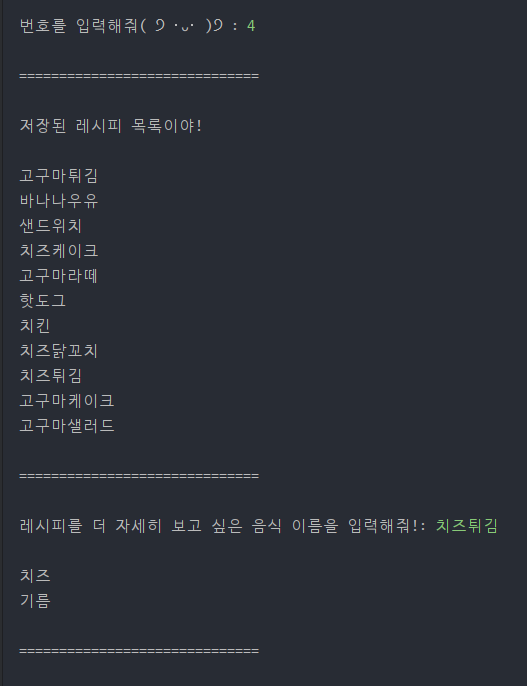 번호를 입력해줘( ੭ ･ᴗ･ )੭ : 4
==============================
저장된 레시피 목록이야!
고구마튀김
바나나우유
샌드위치
치즈케이크
고구마라떼
핫도그
치킨
치즈닭꼬치
치즈튀김
고구마케이크
고구마샐러드
==============================
레시피를 더 자세히 보고 싶은 음식 이름을 입력해줘!: 치즈튀김
치즈
기름
==============================